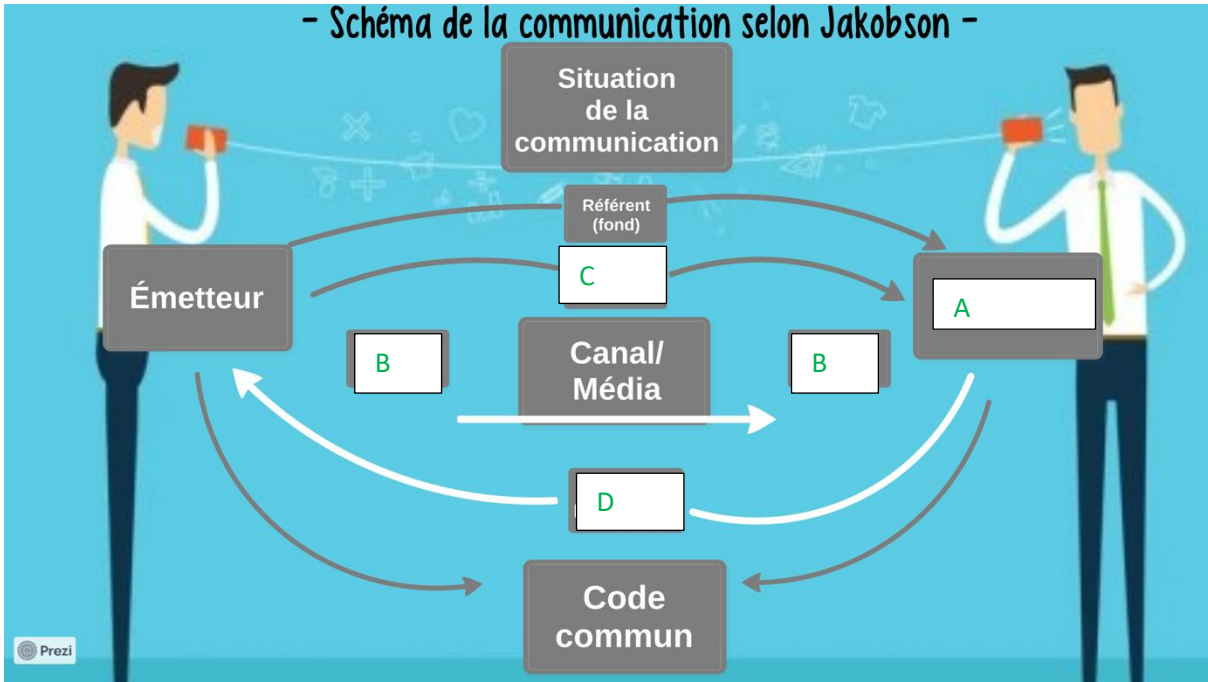 - Schéma de la communication selon Jakobson -
Situation
de la
communication
Référent
(fond)
C
Émetteur
A
B
Canal/
Média
B
D
Code
commun
Prezi